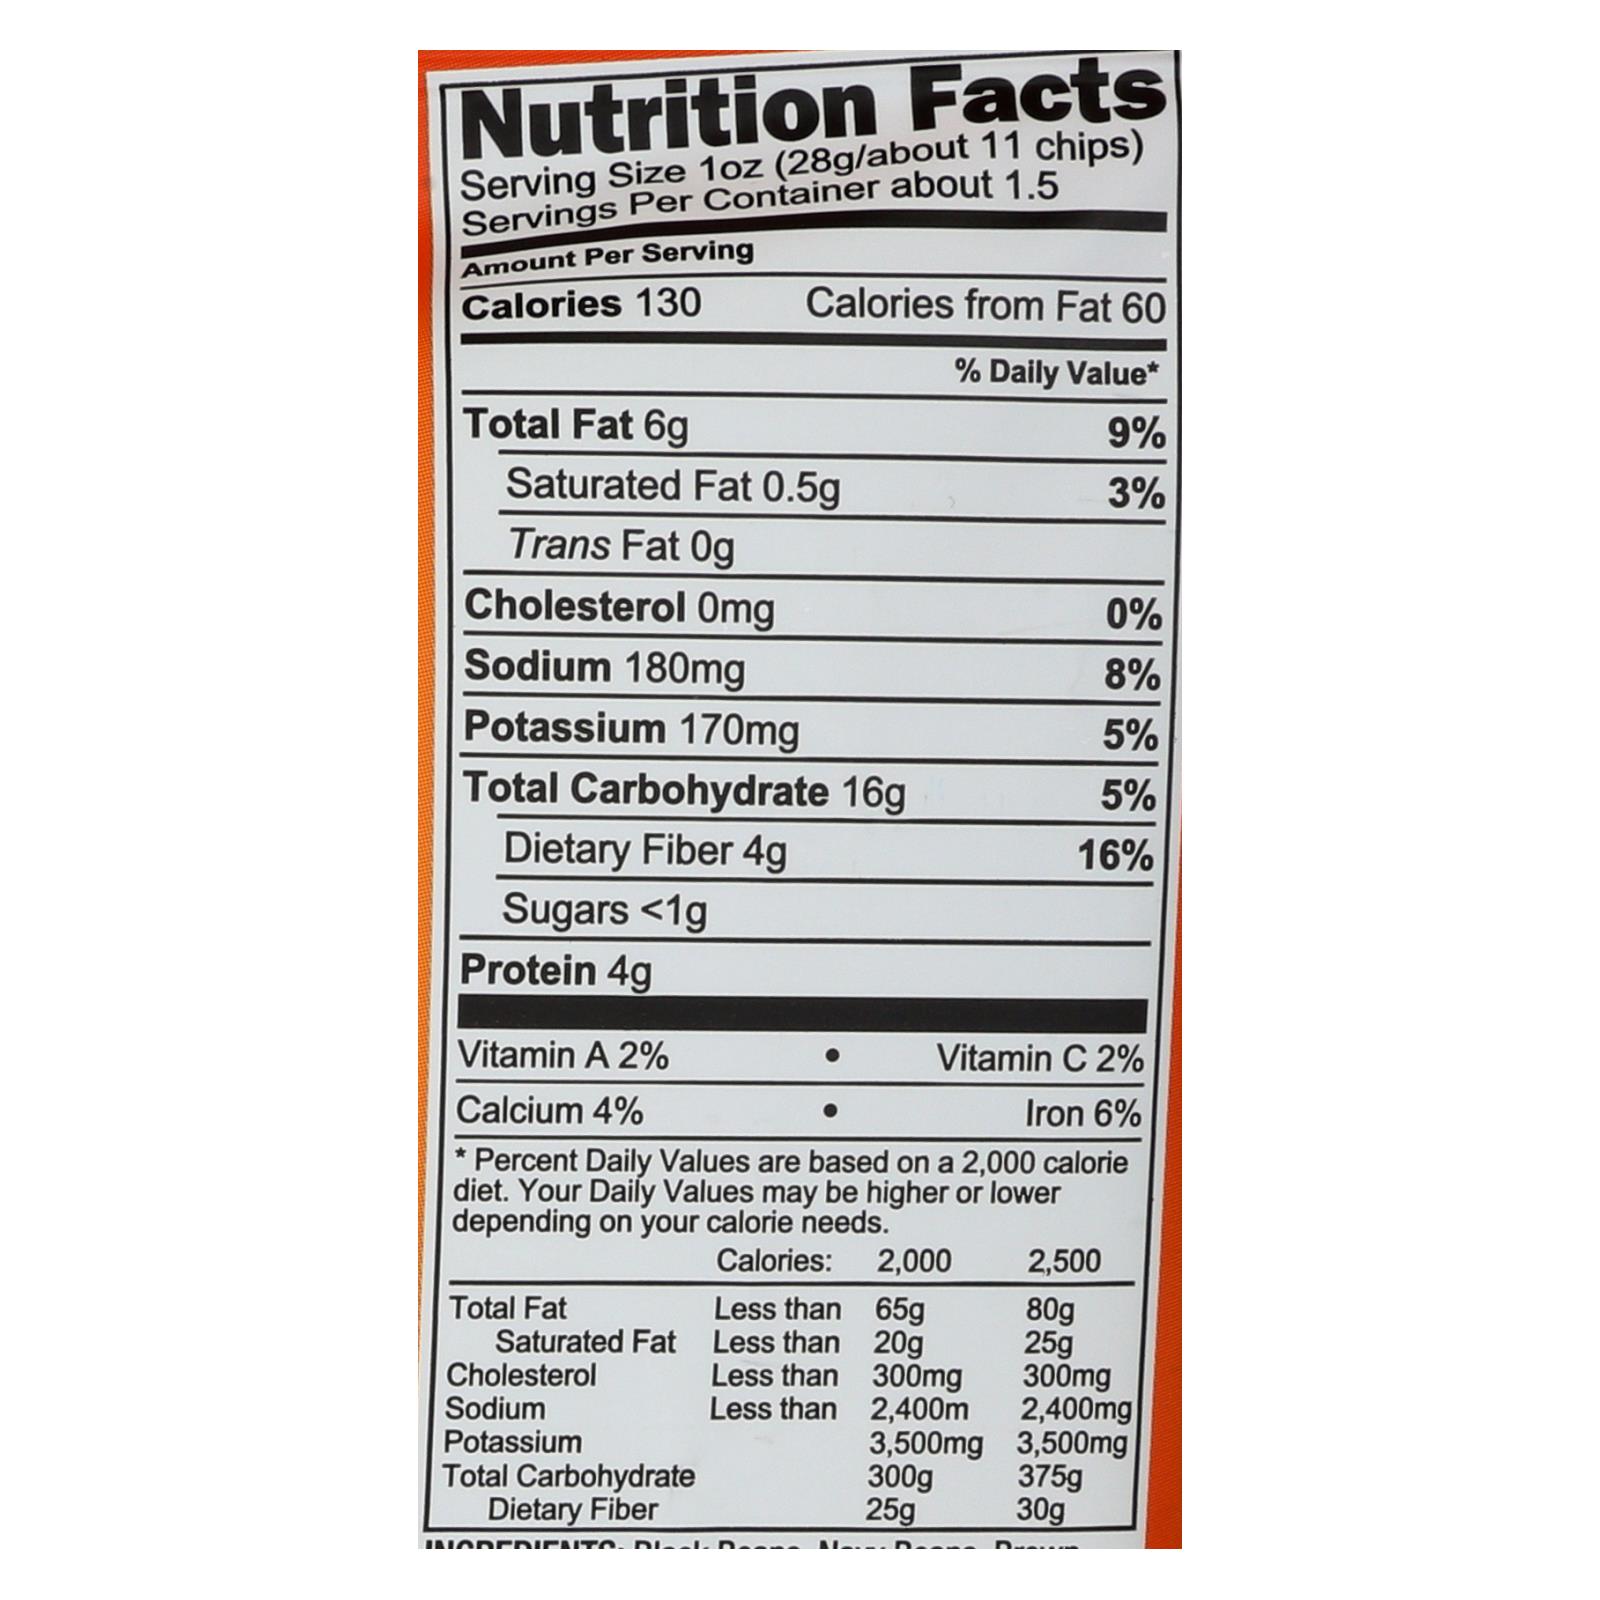 Nutrition Facts
Serving Size 1oz (28g/about 11 chips)
Servings Per Container about 1.5
Amount Per Serving
Calories 130 Calories from Fat 60
% Daily Value*
Total Fat 6g 9%
Saturated Fat 0.5g 3%
Trans Fat 0g
Cholesterol 0mg 0%
Sodium 180mg 8%
Potassium 170mg 5%
Total Carbohydrate 16g 5%
Dietary Fiber 4g 16%
Sugars <1g
Protein 4g
Vitamin A 2% • Vitamin C 2%
Calcium 4% • Iron 6%
* Percent Daily Values are based on a 2,000 calorie
diet. Your Daily Values may be higher or lower
depending on your calorie needs.
Calories: 2,000 2,500
Total Fat Less than 65g 80g
Saturated Fat Less than 20g 25g
Cholesterol Less than 300mg 300mg
Sodium Less than 2,400m 2,400mg
Potassium 3,500mg 3,500mg
Total Carbohydrate 300g 375g
Dietary Fiber 25g 30g
INGREDIENTS: Black Beans, Navy Beans, Brown